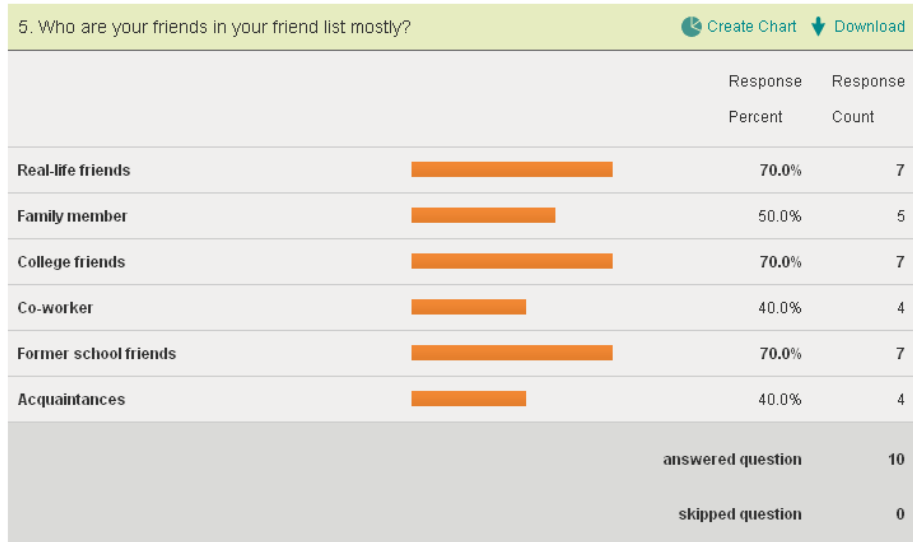 5. Who are your friends in your friend list mostly? Create Chart Download
Response Response
Percent Count
Real-life friends 70.0% 7
Family member 50.0% 5
College friends 70.0% 7
Co-worker 40.0% 4
Former school friends 70.0% 7
Acquaintances 40.0% 4
answered question 10
skipped question 0